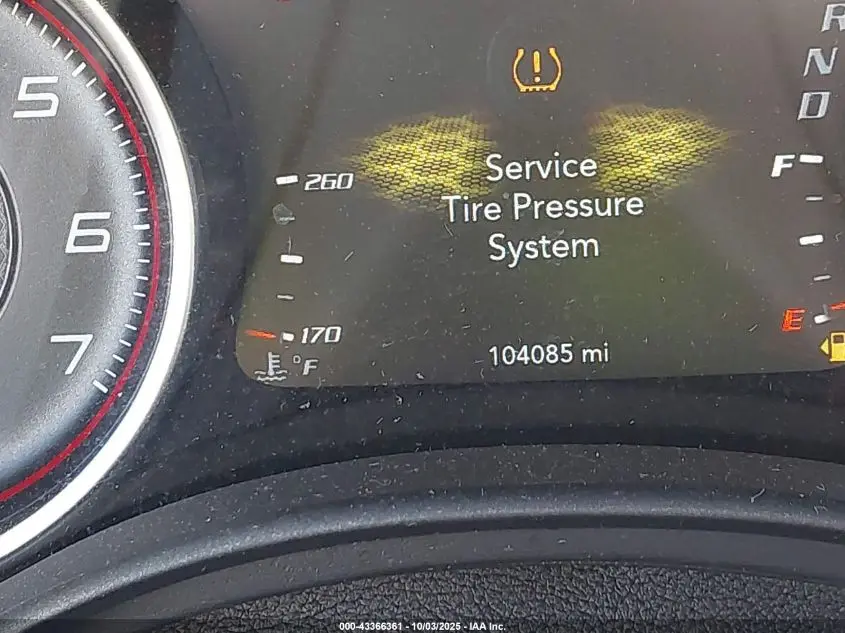 5
6
7
R
N
D
260
F
Service
Tire Pressure
System
170
E
°F
104085 mi
000-43366361 - 10/03/2025 - IAA Inc.